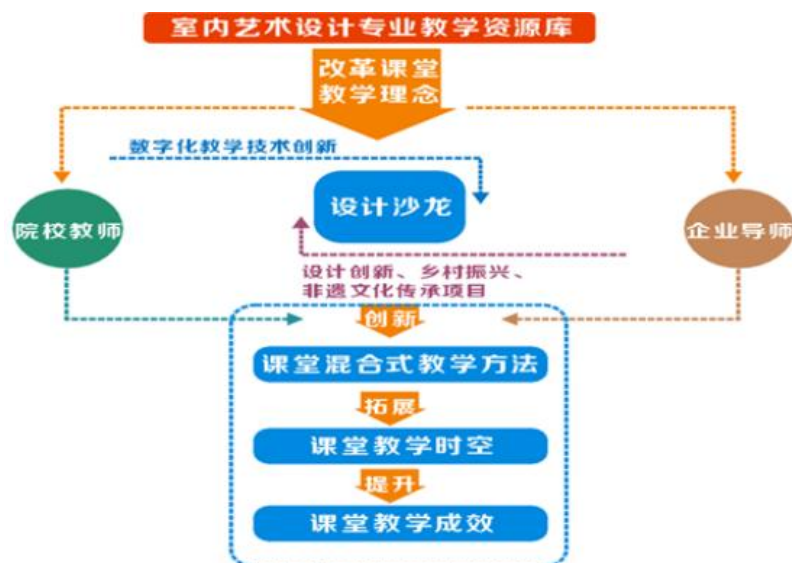 室内艺术设计专业教学资源库
改革课堂
教学理念
数字化教学技术创新
设计沙龙
院校教师
企业导师
设计创新、乡村振兴、
非遗文化传承项目
创新
课堂混合式教学方法
拓展
课堂教学时空
提升
课堂教学成效